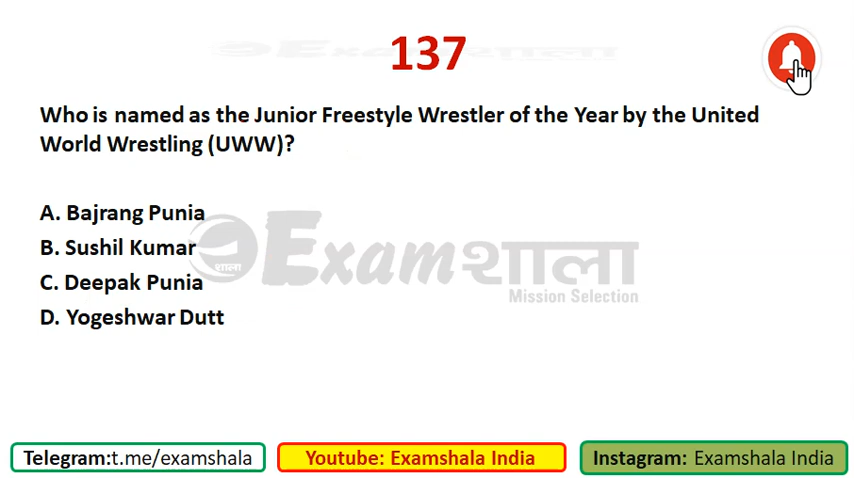 Examशाला
137
Who is named as the Junior Freestyle Wrestler of the Year by the United
World Wrestling (UWW)?
A. Bajrang Punia
B. Sushil Kumar
C. Deepak Punia
D. Yogeshwar Dutt
शाला
Examशाला
Mission Selection
Telegram:t.me/examshala
Youtube: Examshala India
Instagram: Examshala India